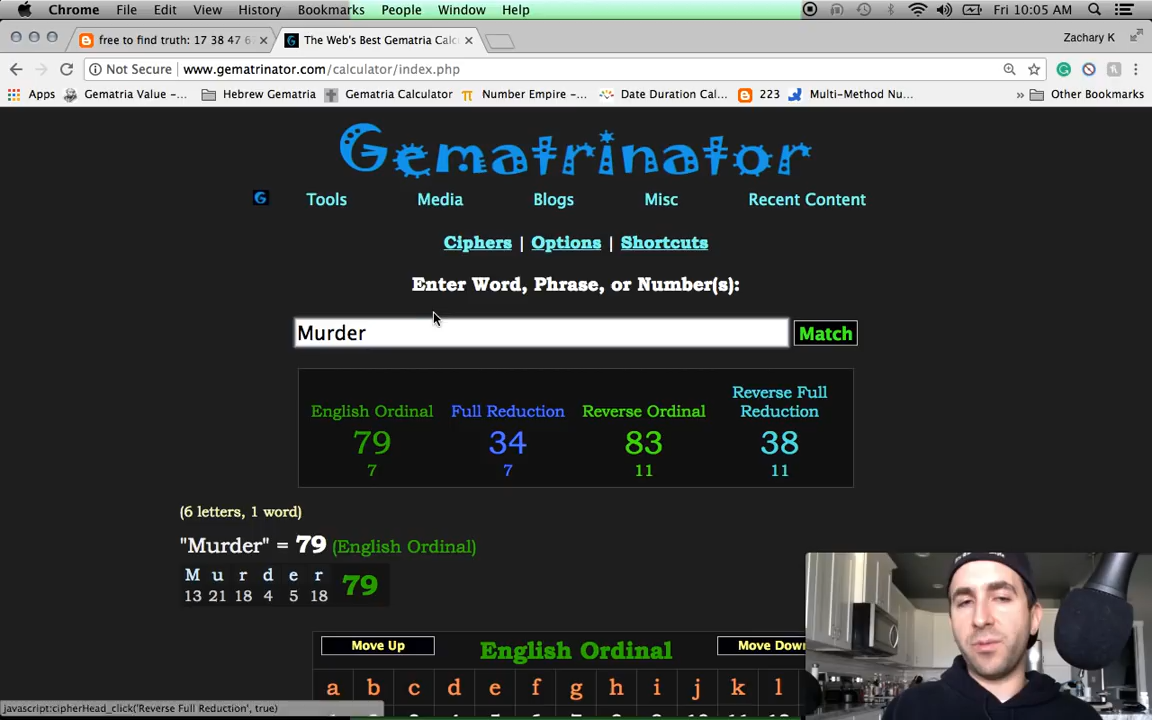 Chrome File Edit View History Bookmarks People Window Help Fri 10:05 AM
free to find truth: 17 38 47 6 The Web's Best Gematria Calc Zachary K
Not Secure www.gematrinator.com/calculator/index.php
Apps Gematria Value -... Hebrew Gematria Gematria Calculator Number Empire -... Date Duration Cal... 223 Multi-Method Nu... » Other Bookmarks
Gematrinator
G Tools Media Blogs Misc Recent Content
Ciphers | Options | Shortcuts
Enter Word, Phrase, or Number(s):
Murder Match
English Ordinal Full Reduction Reverse Ordinal Reverse Full
Reduction
79 34 83 38
7 7 11 11
(6 letters, 1 word)
"Murder" = 79 (English Ordinal)
M u r d e r 79
13 21 18 4 5 18
Move Up English Ordinal Move Down
a b c d e f g h i j k l
javascript:cipherHead_click('Reverse Full Reduction', true)